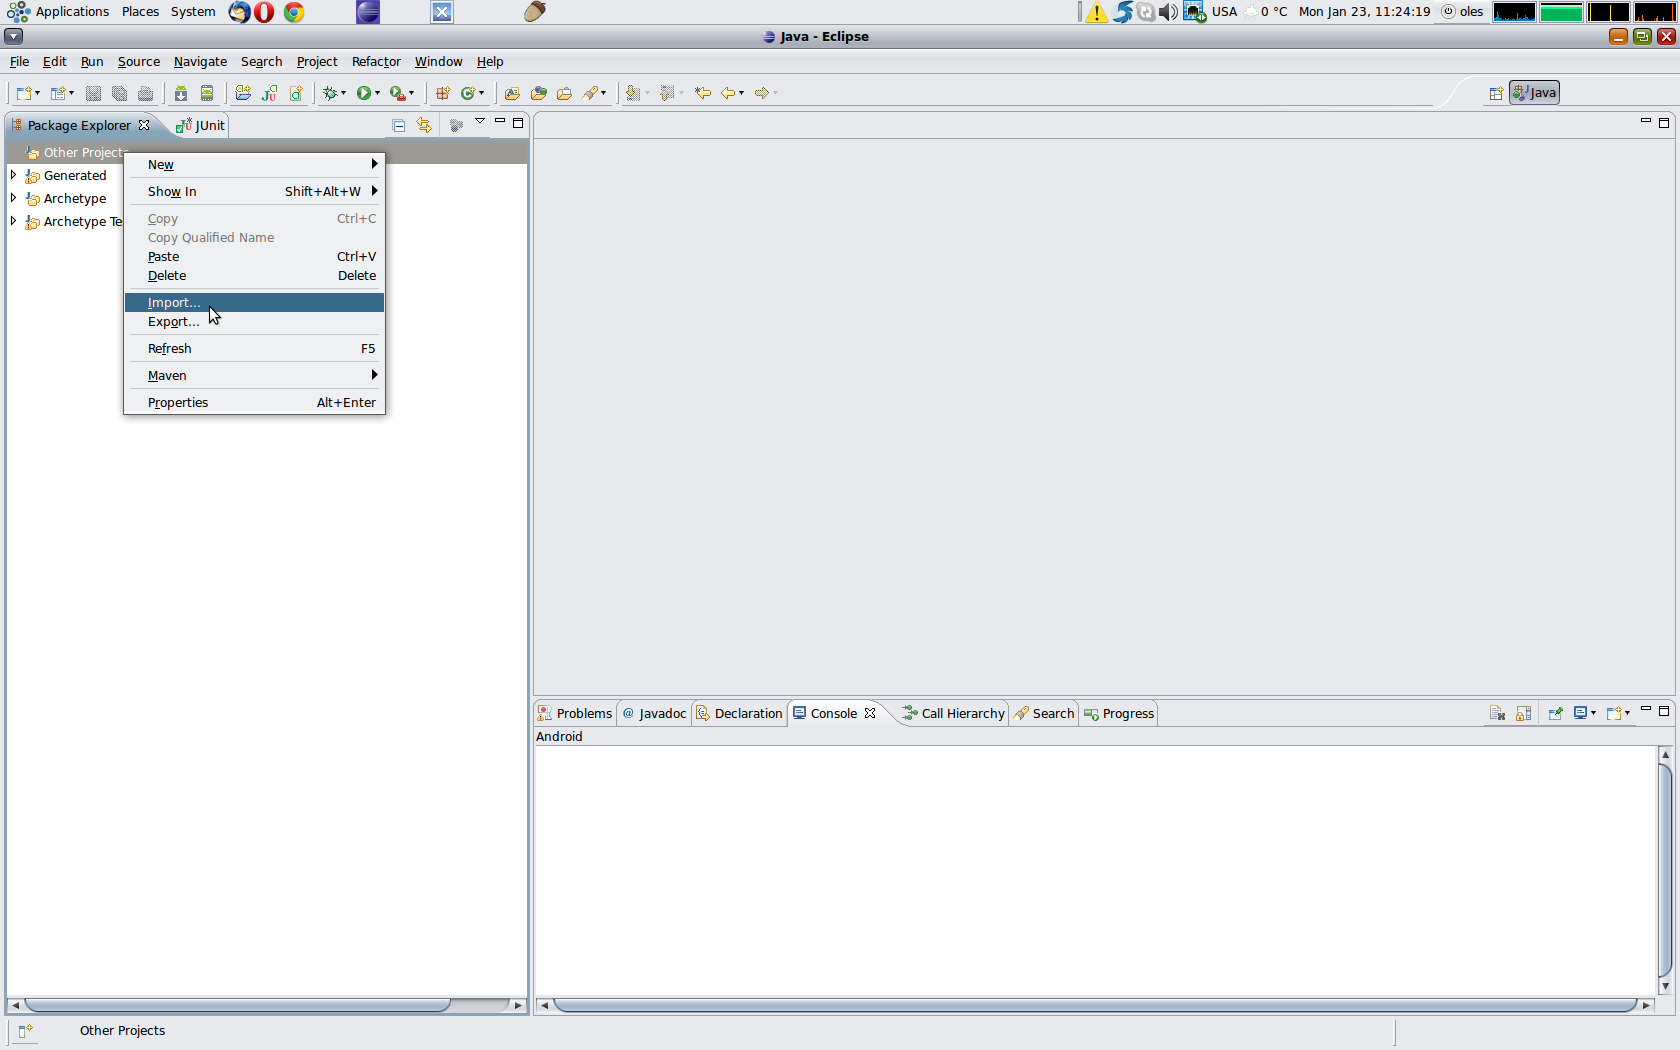 Applications Places System USA 0 °C Mon Jan 23, 11:24:19 oles
Java - Eclipse
File Edit Run Source Navigate Search Project Refactor Window Help
Java
Package Explorer JUnit
Other Projects
Generated
Archetype
Archetype Te
New
Show In Shift+Alt+W
Copy Ctrl+C
Copy Qualified Name
Paste Ctrl+V
Delete Delete
Import...
Export...
Refresh F5
Maven
Properties Alt+Enter
Problems @ Javadoc Declaration Console Call Hierarchy Search Progress
Android
Other Projects